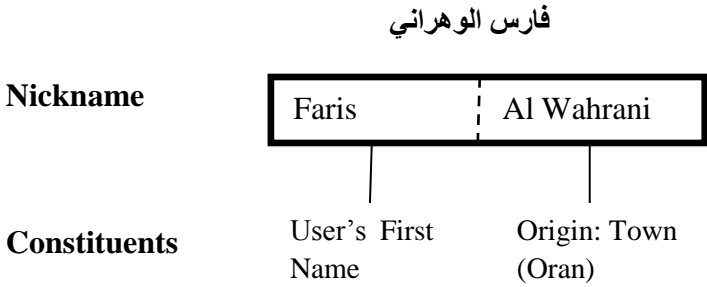 فارس الوهراني
Nickname
Faris Al Wahrani
Constituents
User's First Origin: Town
Name (Oran)